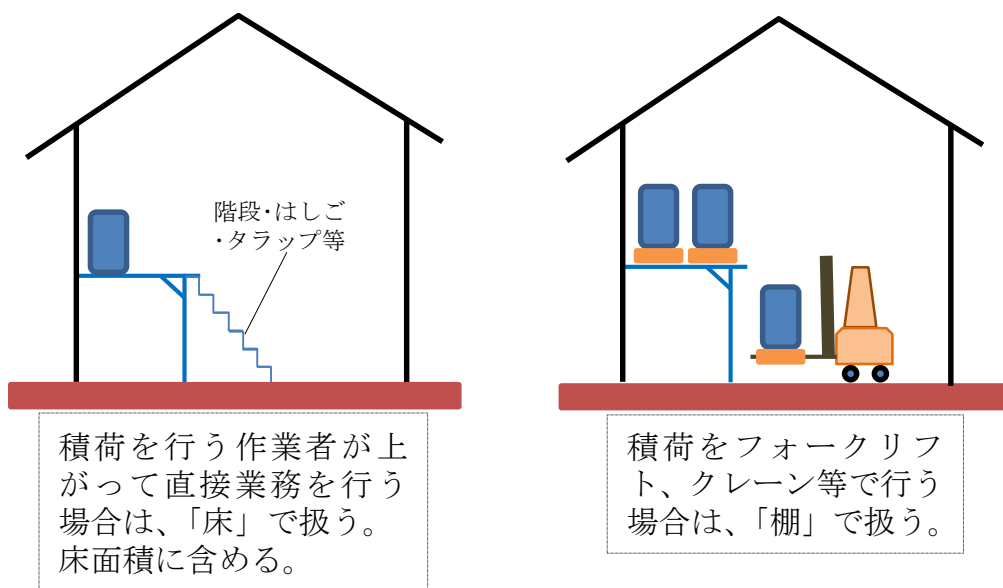 階段・はしご
・タラップ等
積荷を行う作業者が上
がって直接業務を行う
場合は、「床」で扱う。
床面積に含める。
積荷をフォークリフ
ト、クレーン等で行う
場合は、「棚」で扱う。